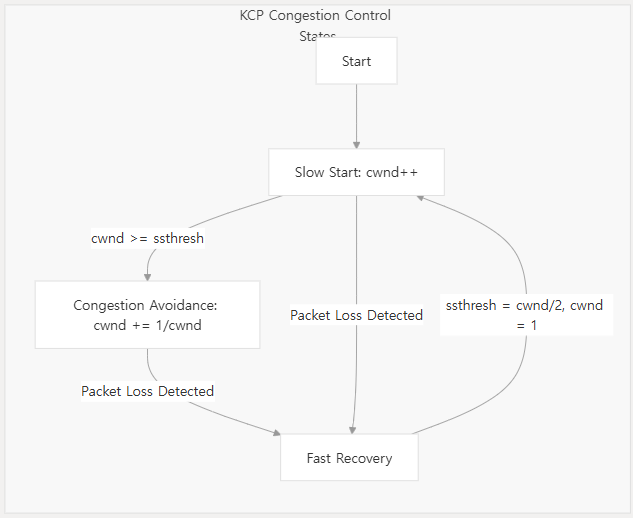 KCP Congestion Control
States
Start
Slow Start: cwnd++
cwnd >= ssthresh
Congestion Avoidance:
cwnd += 1/cwnd
Packet Loss Detected
ssthresh = cwnd/2, cwnd
= 1
Packet Loss Detected
Fast Recovery